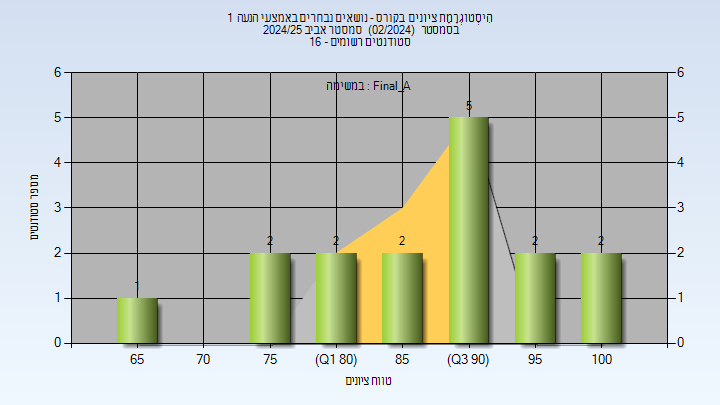 היסטוגרמת ציונים בקורס - נושאים נבחרים באמצעי הנעה 1
בסמסטר (02/2024) סמסטר אביב 2024/25
סטודנטים רשומים - 16
במשימה : Final_A
6 6
5 5 5
4 4
3 3
2 2 2 2 2 2 2
1 1 1
0 0
מספר סטודנטים
65 70 75 (Q1 80) 85 (Q3 90) 95 100
טווח ציונים